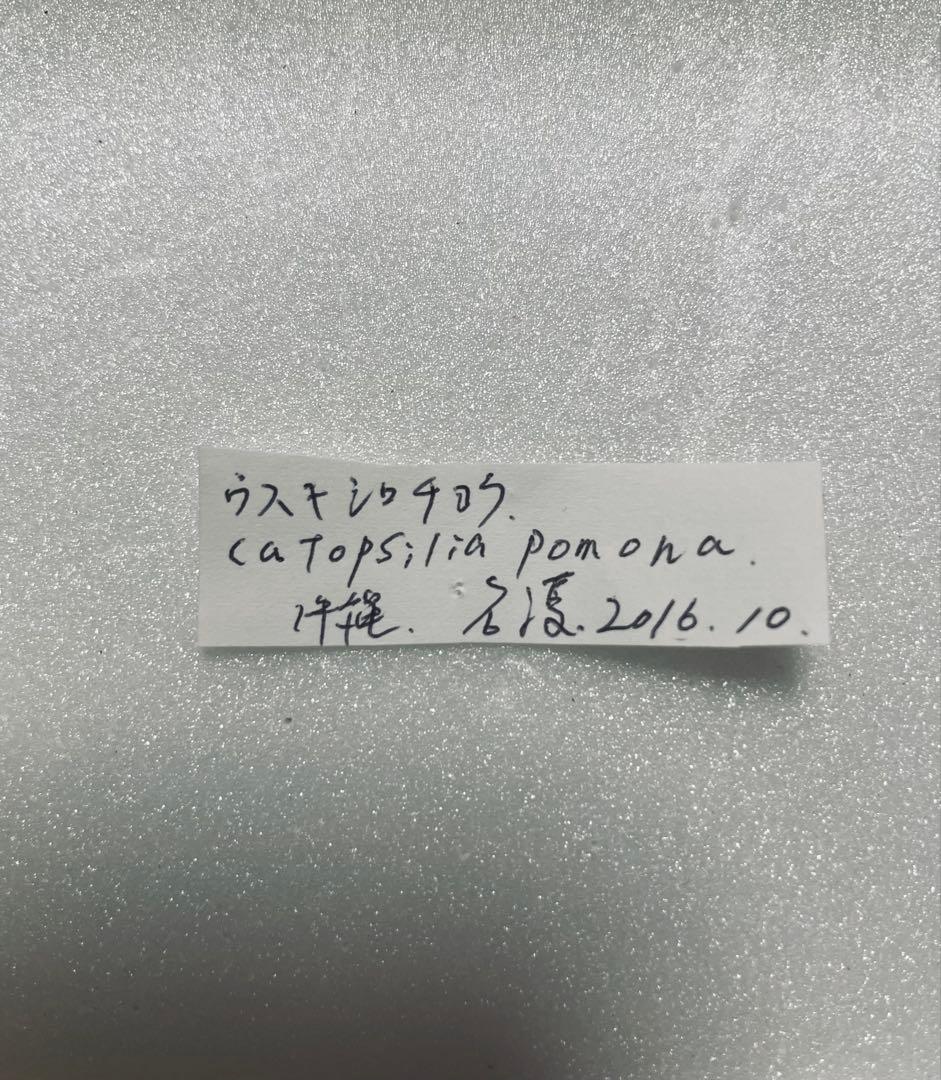 ウスキシロチョウ.
catopsilia pomona.
沖縄. 名護. 2016. 10.